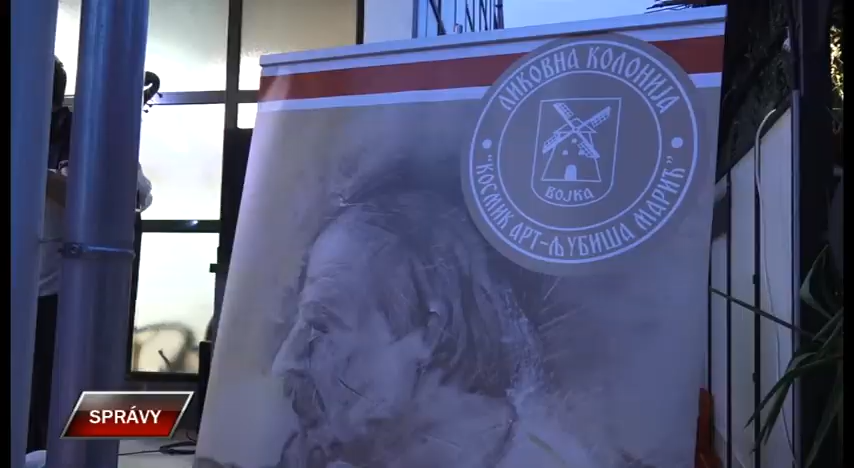 ЛИКОВНА КОЛОНИЈА
ВОЈКА
"КОСМИК АРТ-ЉУБИША МАРИЋ"
SPRÁVY